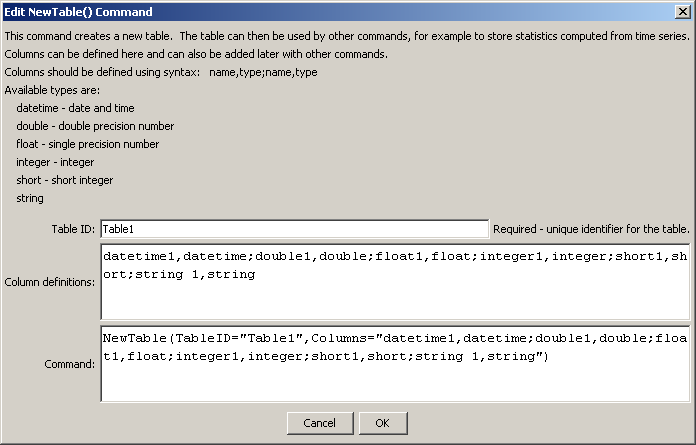 Edit NewTable() Command
This command creates a new table.  The table can then be used by other commands, for example to store statistics computed from time series.
Columns can be defined here and can also be added later with other commands.
Columns should be defined using syntax:   name,type;name,type
Available types are:
datetime - date and time
double - double precision number
float - single precision number
integer - integer
short - short integer
string
Table ID: Table1 Required - unique identifier for the table.
datetime1,datetime;double1,double;float1,float;integer1,integer;short1,sh
Column definitions: ort;string 1,string
NewTable(TableID="Table1",Columns="datetime1,datetime;double1,double;floa
Command: t1,float;integer1,integer;short1,short;string 1,string")
Cancel OK